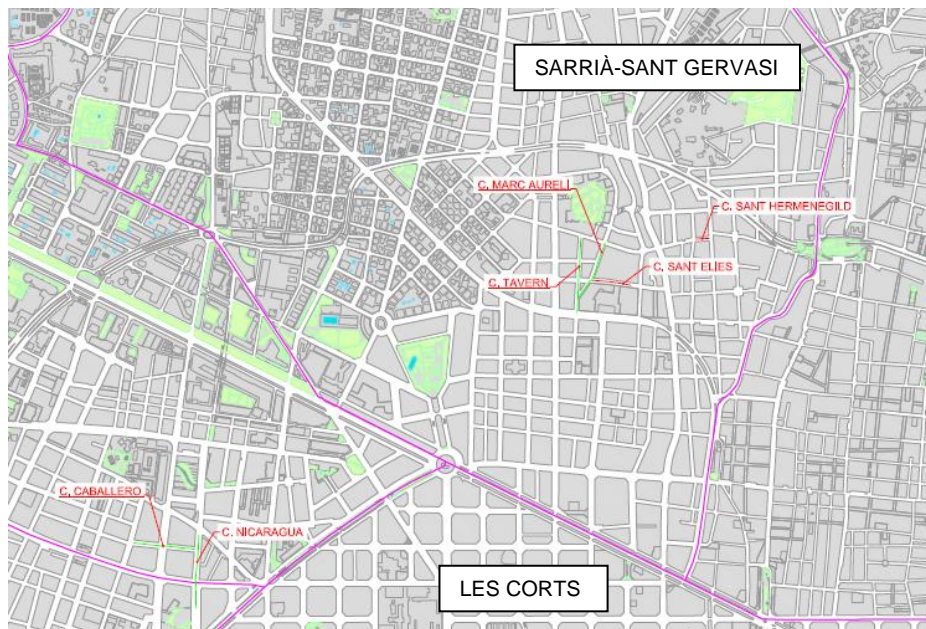 SARRIÀ-SANT GERVASI
C. MARC AURELI
C. SANT HERMENEGILD
C. SANT ELIES
C. TAVERN
C. CABALLERO
C. NICARAGUA
LES CORTS